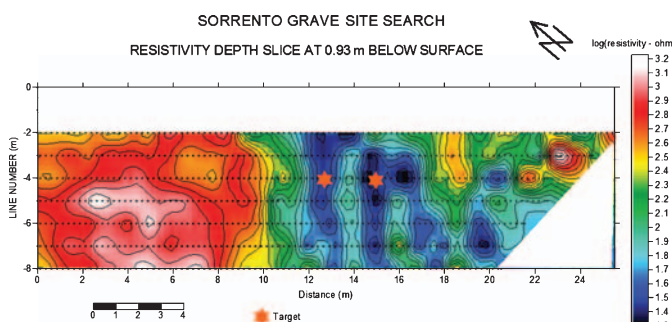 SORRENTO GRAVE SITE SEARCH
RESISTIVITY DEPTH SLICE AT 0.93 m BELOW SURFACE
N
log(resistivity - ohm
3.2
3.1
3
2.9
2.8
2.7
2.6
2.5
2.4
2.3
2.2
2.1
2
1.9
1.8
1.7
1.6
1.5
1.4
0
-2
-4
-6
-8
LINE NUMBER (m)
0 2 4 6 8 10 12 14 16 18 20 22 24
Distance (m)
0 1 2 3 4
Target